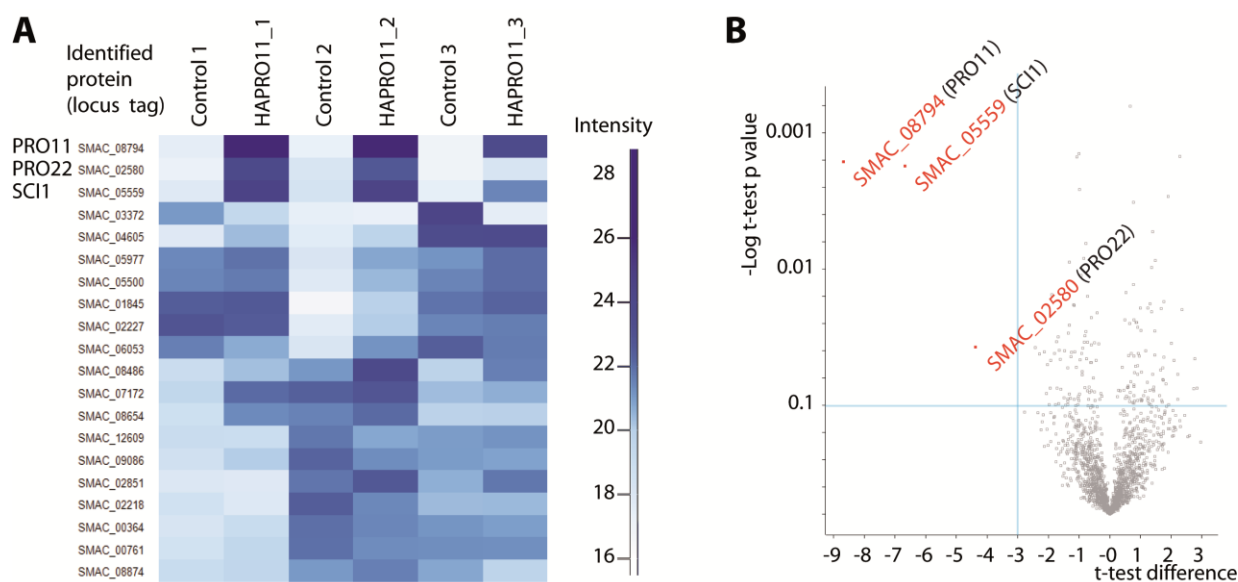 A
Identified
protein
(locus tag)
Control 1
HAPRO11_1
Control 2
HAPRO11_2
Control 3
HAPRO11_3
PRO11 SMAC_08794
PRO22 SMAC_02580
SCI1 SMAC_05559
SMAC_03372
SMAC_04605
SMAC_05977
SMAC_05500
SMAC_01845
SMAC_02227
SMAC_06053
SMAC_08486
SMAC_07172
SMAC_08654
SMAC_12609
SMAC_09086
SMAC_02851
SMAC_02218
SMAC_00364
SMAC_00761
SMAC_08874
Intensity
28
26
24
22
20
18
16
B
-Log t-test p value
0.001
0.01
0.1
SMAC_08794 (PRO11)
SMAC_05559 (SCI1)
SMAC_02580 (PRO22)
-9 -8 -7 -6 -5 -4 -3 -2 -1 -0 1 2 3
t-test difference